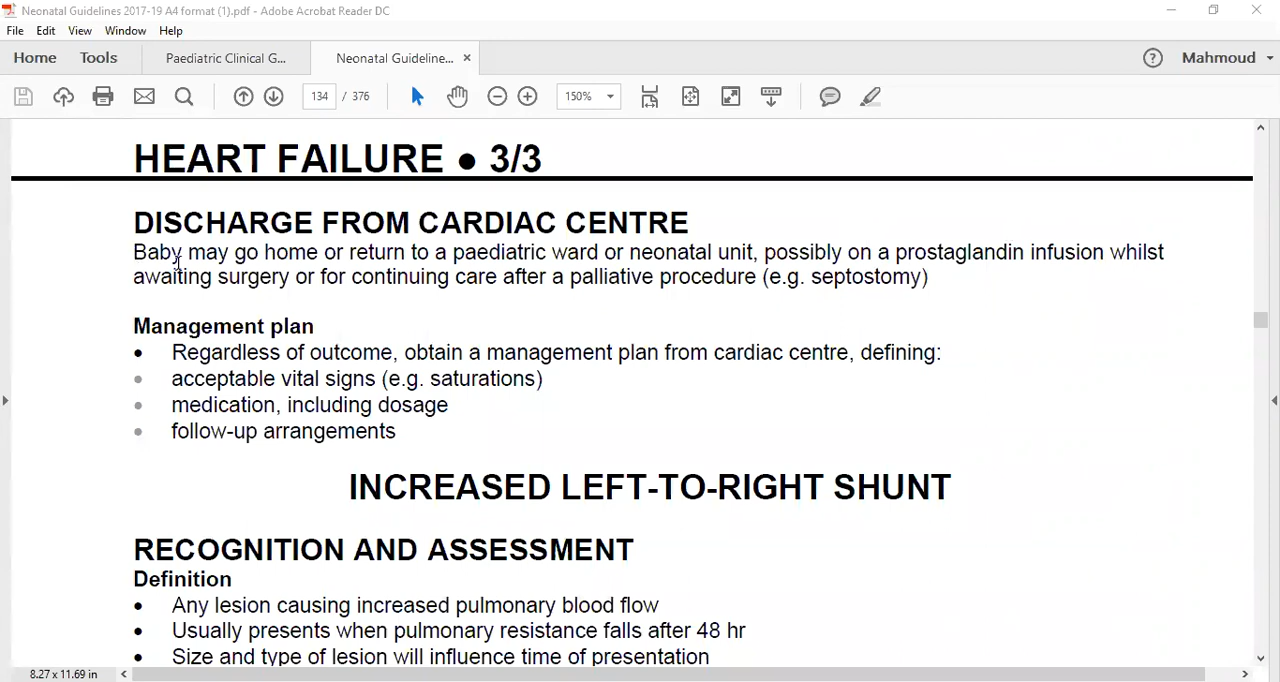 Neonatal Guidelines 2017-19 A4 format (1).pdf - Adobe Acrobat Reader DC
File Edit View Window Help
Home Tools Paediatric Clinical G... Neonatal Guideline... × ? Mahmoud
134 / 376 150%
HEART FAILURE ● 3/3
DISCHARGE FROM CARDIAC CENTRE
Baby may go home or return to a paediatric ward or neonatal unit, possibly on a prostaglandin infusion whilst
awaiting surgery or for continuing care after a palliative procedure (e.g. septostomy)
Management plan
• Regardless of outcome, obtain a management plan from cardiac centre, defining:
• acceptable vital signs (e.g. saturations)
• medication, including dosage
• follow-up arrangements
INCREASED LEFT-TO-RIGHT SHUNT
RECOGNITION AND ASSESSMENT
Definition
• Any lesion causing increased pulmonary blood flow
• Usually presents when pulmonary resistance falls after 48 hr
• Size and type of lesion will influence time of presentation
8.27 x 11.69 in